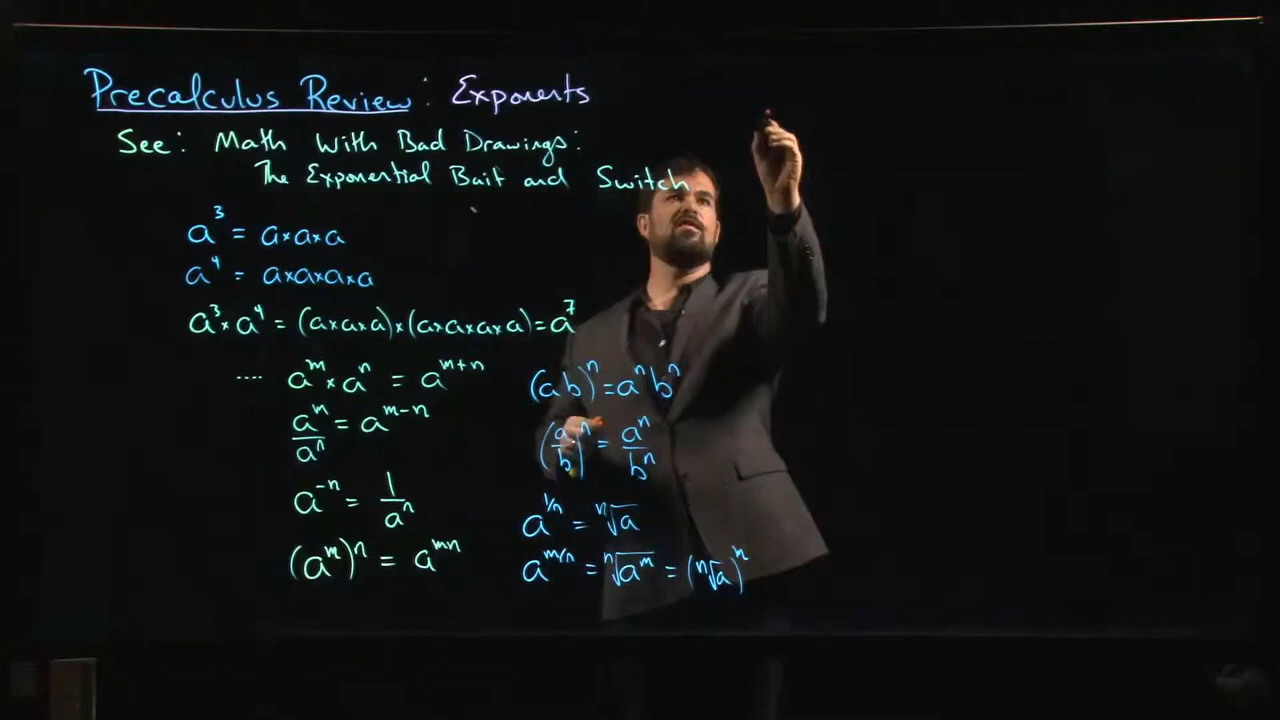 Precalculus Review: Exponents
See: Math With Bad Drawings:
The Exponential Bait and Switch
a³ = a×a×a
a⁴ = a×a×a×a
a³×a⁴ = (a×a×a)×(a×a×a×a)=a⁷
.... aᵐ×aⁿ = aᵐ⁺ⁿ
aᵐ/aⁿ = aᵐ⁻ⁿ
a⁻ⁿ = 1/aⁿ
(aᵐ)ⁿ = aᵐⁿ
(ab)ⁿ=aⁿbⁿ
(a/b)ⁿ = aⁿ/bⁿ
a^(1/n) = ⁿ√a
a^(m/n) = ⁿ√(aᵐ) = (ⁿ√a)ᵐ